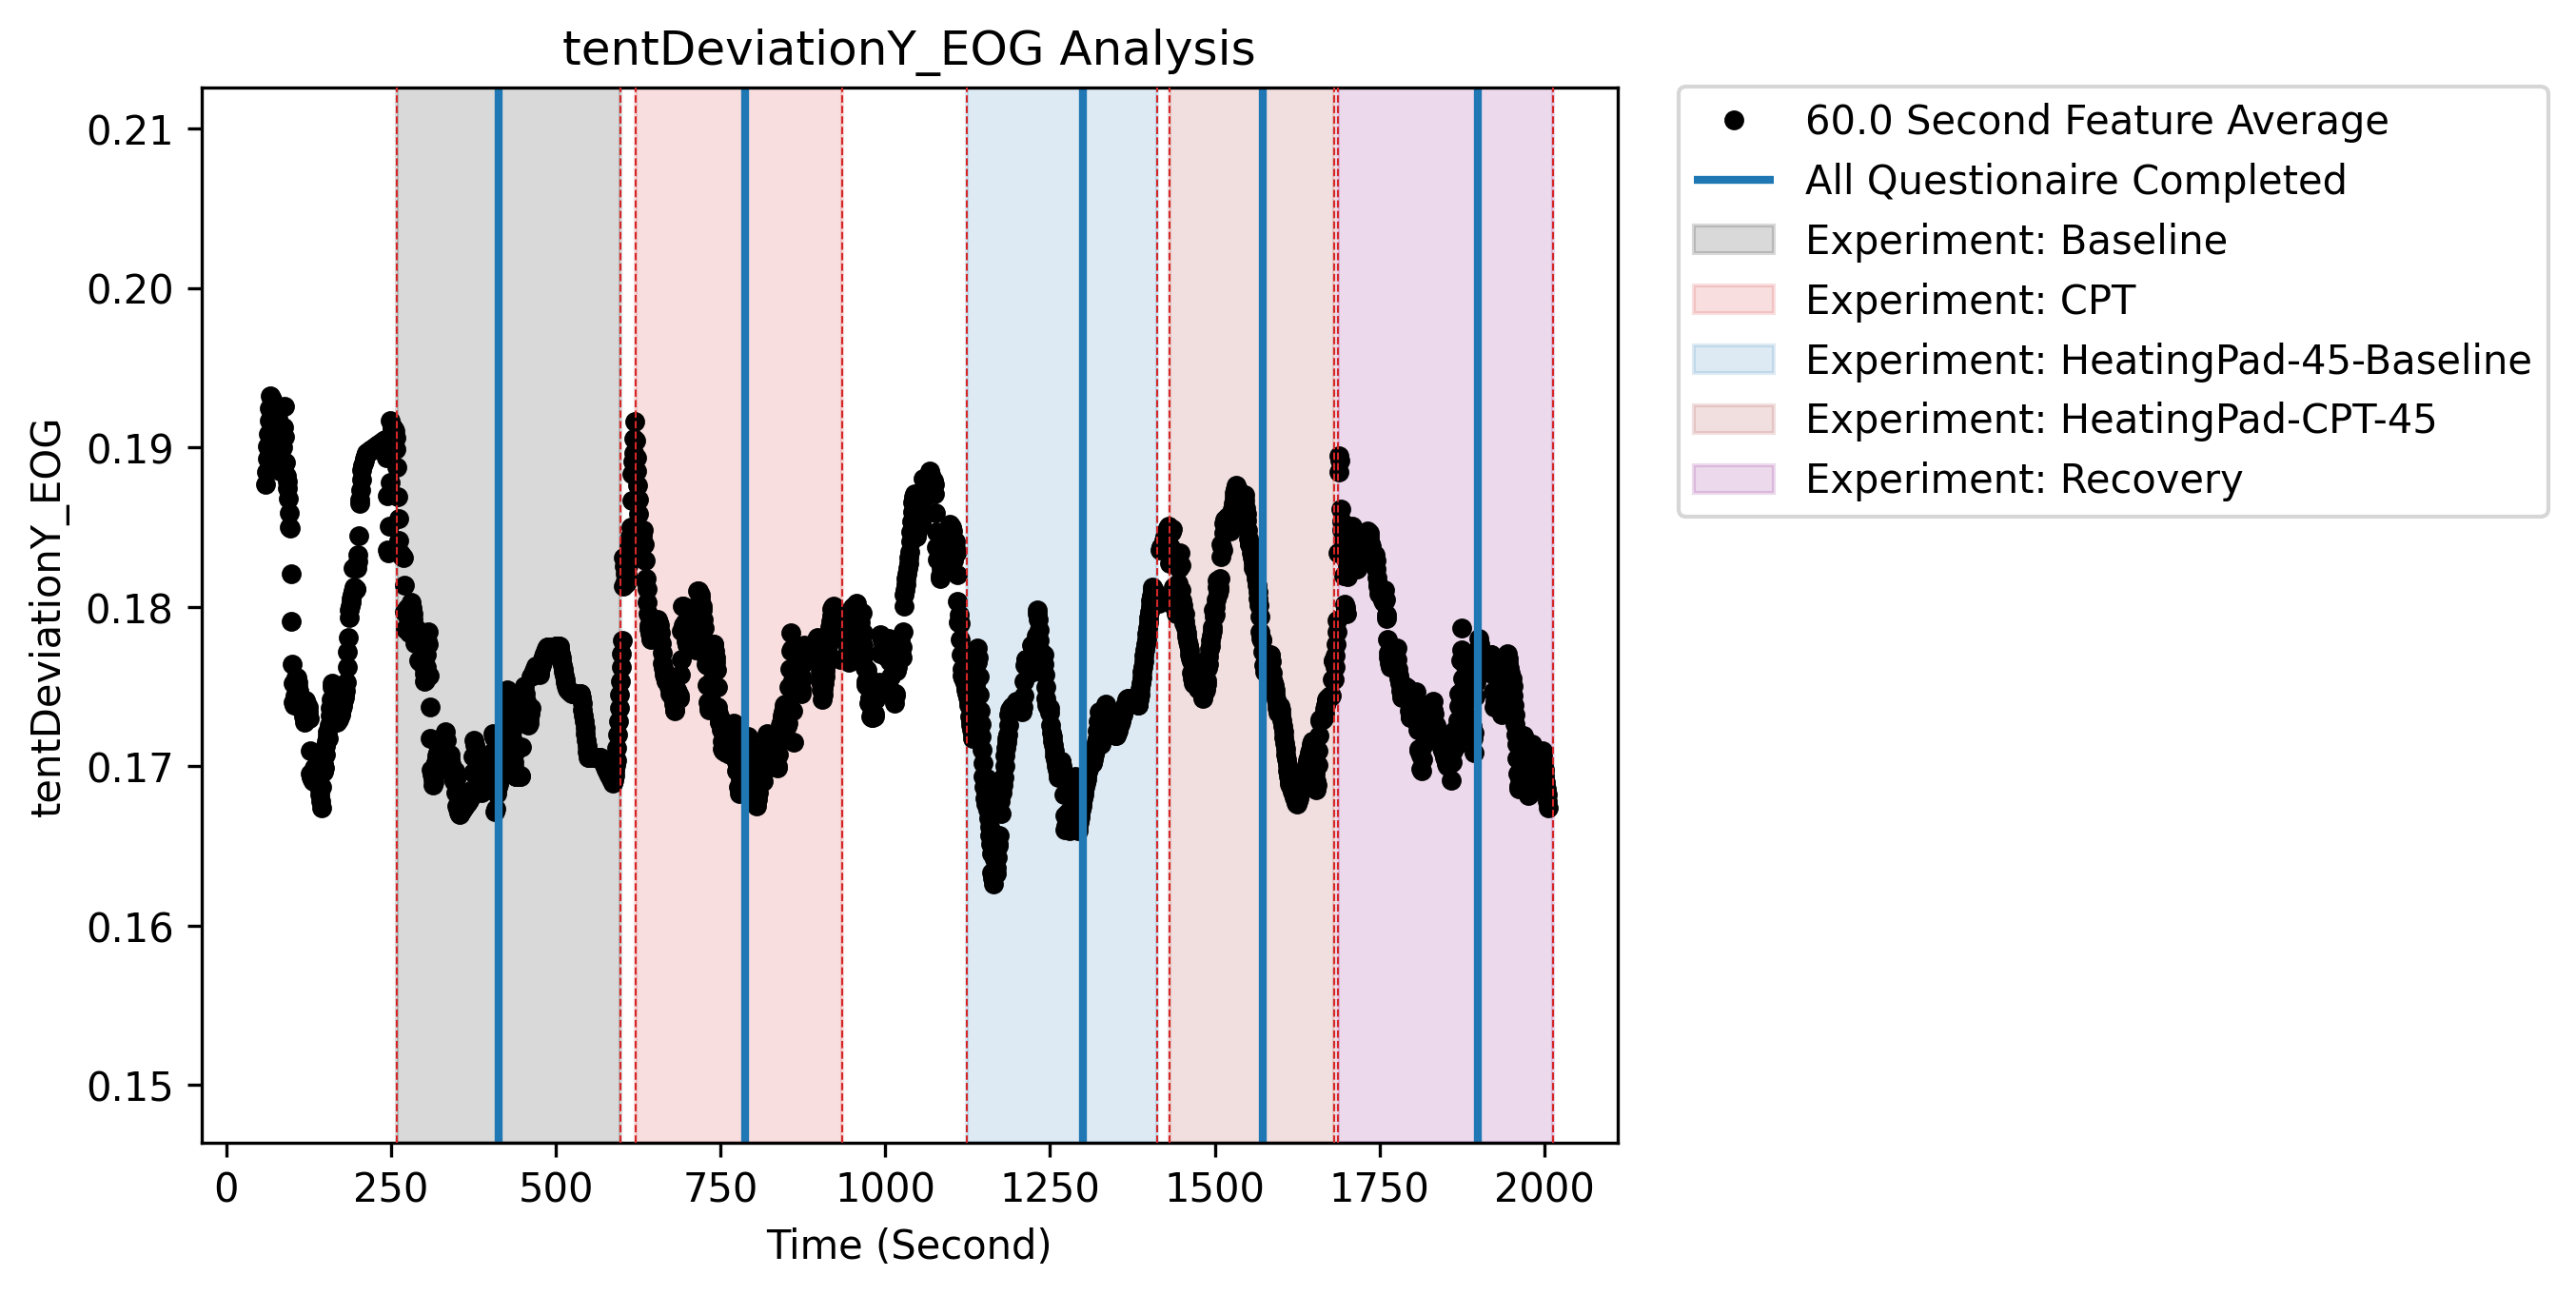 tentDeviationY_EOG Analysis
0.21
0.20
0.19
0.18
0.17
0.16
0.15
tentDeviationY_EOG
0 250 500 750 1000 1250 1500 1750 2000
Time (Second)
60.0 Second Feature Average
All Questionaire Completed
Experiment: Baseline
Experiment: CPT
Experiment: HeatingPad-45-Baseline
Experiment: HeatingPad-CPT-45
Experiment: Recovery